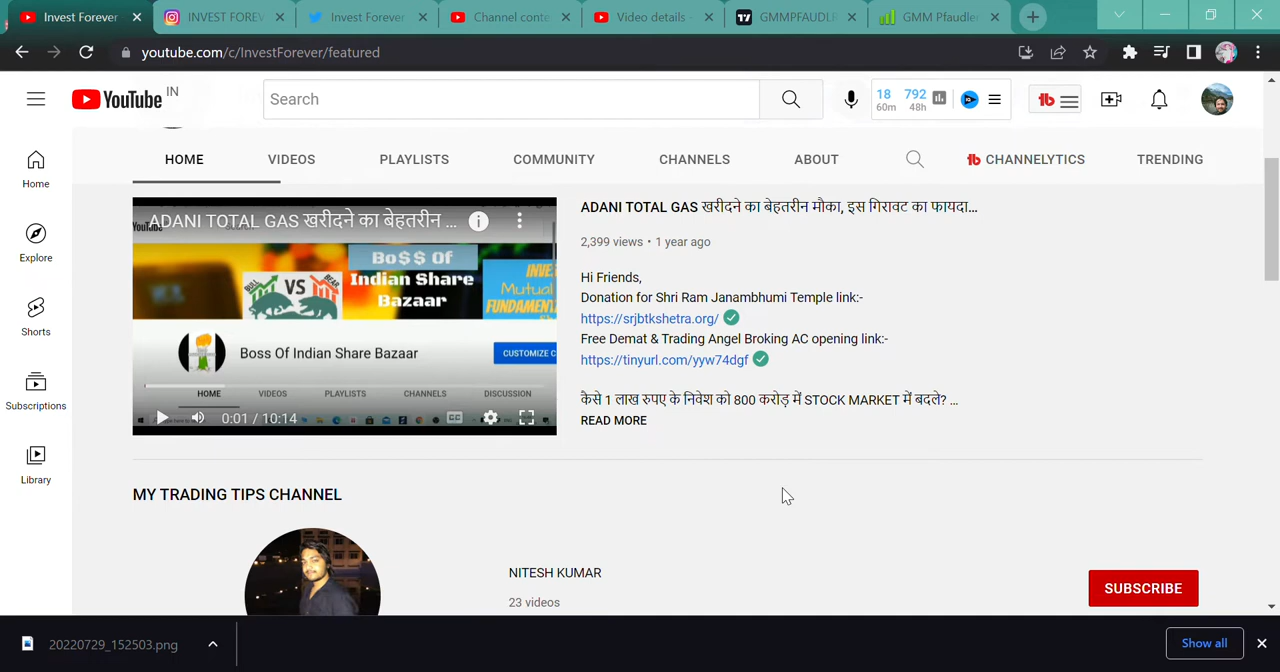 Invest Forever
INVEST FOREV
Invest Forever
Channel conte
Video details -
GMMPFAUDLR
GMM Pfaudler
youtube.com/c/InvestForever/featured
YouTube IN
Search
18 792
60m 48h
HOME
VIDEOS
PLAYLISTS
COMMUNITY
CHANNELS
ABOUT
CHANNELYTICS
TRENDING
ADANI TOTAL GAS खरीदने का बेहतरीन ...
Bo$$ Of
Indian Share
Bazaar
BULL VS BEAR
INVE
Mutual
FUNDAMENT
Boss Of Indian Share Bazaar
CUSTOMIZE C
HOME
VIDEOS
PLAYLISTS
CHANNELS
DISCUSSION
0:01 / 10:14
ADANI TOTAL GAS खरीदने का बेहतरीन मौका, इस गिरावट का फायदा...
2,399 views • 1 year ago
Hi Friends,
Donation for Shri Ram Janambhumi Temple link:-
https://srjbtkshetra.org/
Free Demat & Trading Angel Broking AC opening link:-
https://tinyurl.com/yyw74dgf
कैसे 1 लाख रुपए के निवेश को 800 करोड़ में STOCK MARKET में बदले? ...
READ MORE
Home
Explore
Shorts
Subscriptions
Library
MY TRADING TIPS CHANNEL
NITESH KUMAR
23 videos
SUBSCRIBE
20220729_152503.png
Show all